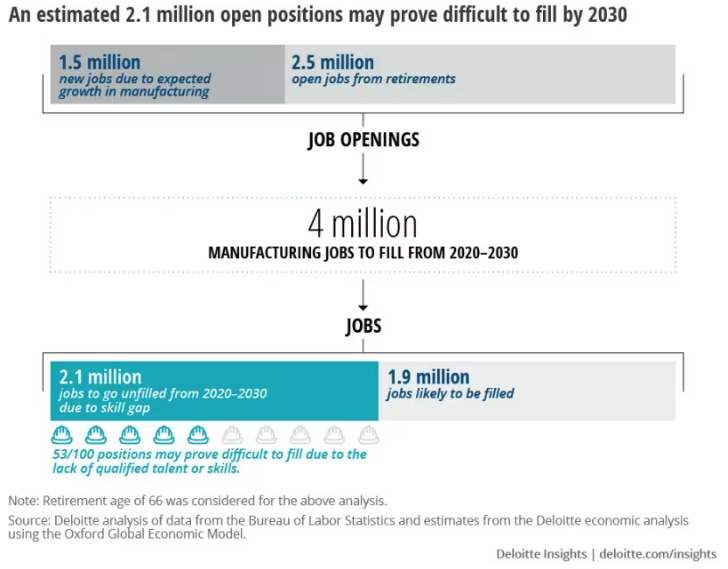 An estimated 2.1 million open positions may prove difficult to fill by 2030
1.5 million
new jobs due to expected
growth in manufacturing
2.5 million
open jobs from retirements
JOB OPENINGS
4 million
MANUFACTURING JOBS TO FILL FROM 2020–2030
JOBS
2.1 million
jobs to go unfilled from 2020–2030
due to skill gap
1.9 million
jobs likely to be filled
53/100 positions may prove difficult to fill due to the
lack of qualified talent or skills.
Note: Retirement age of 66 was considered for the above analysis.
Source: Deloitte analysis of data from the Bureau of Labor Statistics and estimates from the Deloitte economic analysis
using the Oxford Global Economic Model.
Deloitte Insights | deloitte.com/insights